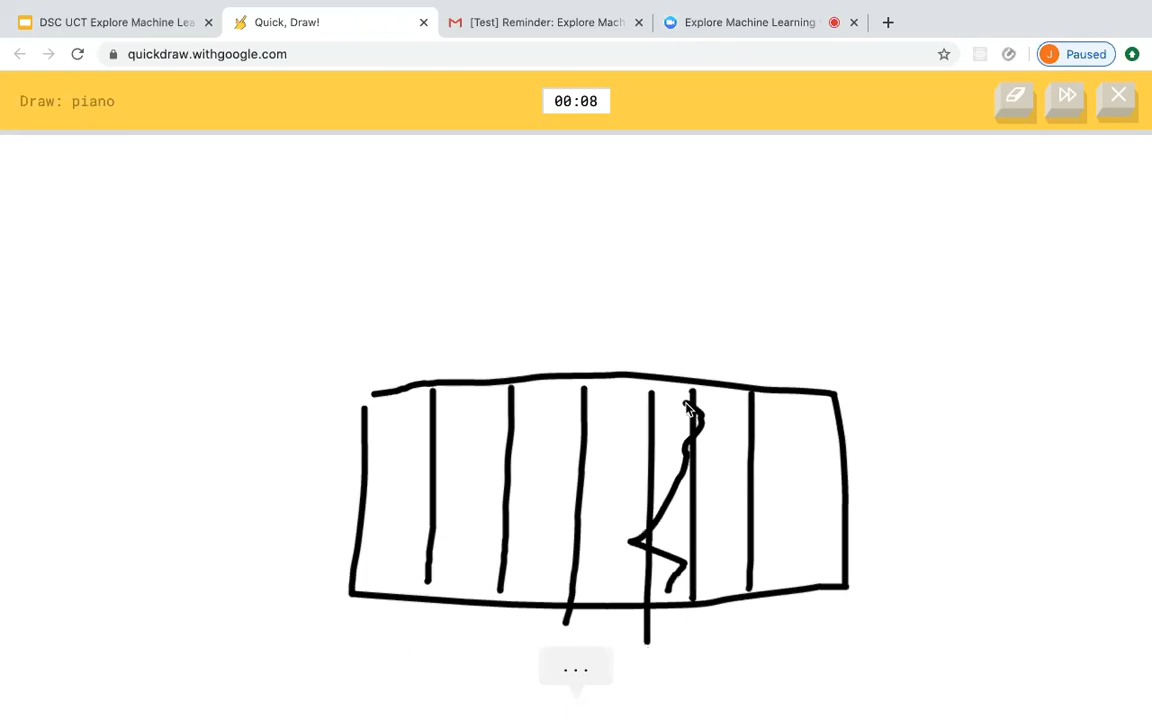 DSC UCT Explore Machine Lea
Quick, Draw!
[Test] Reminder: Explore Mach
Explore Machine Learning
quickdraw.withgoogle.com
J
Paused
Draw: piano
00:08
...